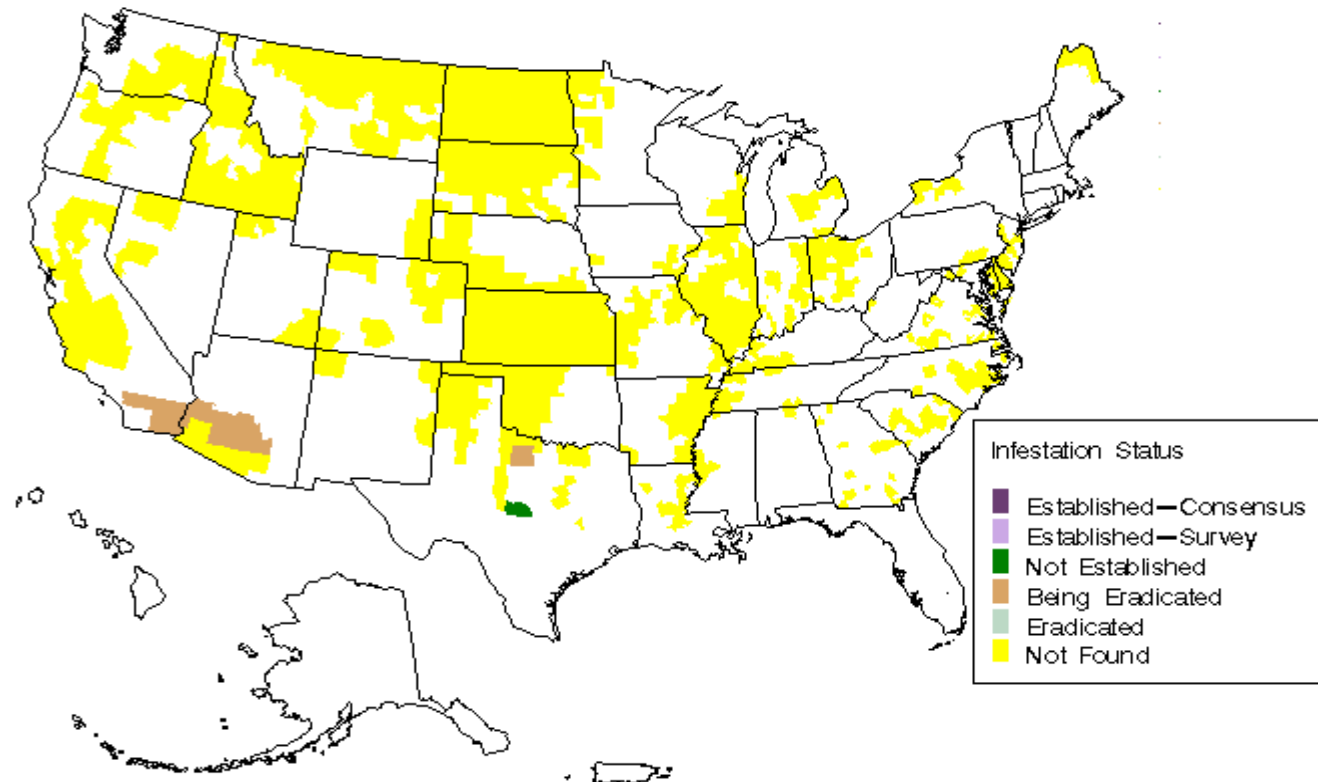 Infestation Status
Established—Consensus
Established—Survey
Not Established
Being Eradicated
Eradicated
Not Found